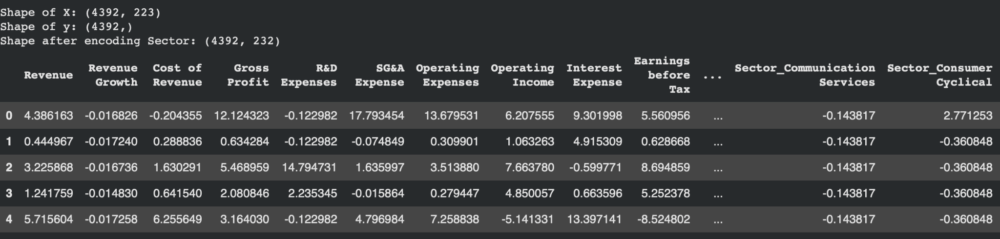 Shape of X: (4392, 223)
Shape of y: (4392,)
Shape after encoding Sector: (4392, 232)
Revenue Revenue Growth Cost of Revenue Gross Profit R&D Expenses SG&A Expense Operating Expenses Operating Income Interest Expense Earnings before Tax ... Sector_Communication Services Sector_Consumer Cyclical
0 4.386163 -0.016826 -0.204355 12.124323 -0.122982 17.793454 13.679531 6.207555 9.301998 5.560956 ... -0.143817 2.771253
1 0.444967 -0.017240 0.288836 0.634284 -0.122982 -0.074849 0.309901 1.063263 4.915309 0.628668 ... -0.143817 -0.360848
2 3.225868 -0.016736 1.630291 5.468959 14.794731 1.635997 3.513880 7.663780 -0.599771 8.694859 ... -0.143817 -0.360848
3 1.241759 -0.014830 0.641540 2.080846 2.235345 -0.015864 0.279447 4.850057 0.663596 5.252378 ... -0.143817 -0.360848
4 5.715604 -0.017258 6.255649 3.164030 -0.122982 4.796984 7.258838 -5.141331 13.397141 -8.524802 ... -0.143817 -0.360848